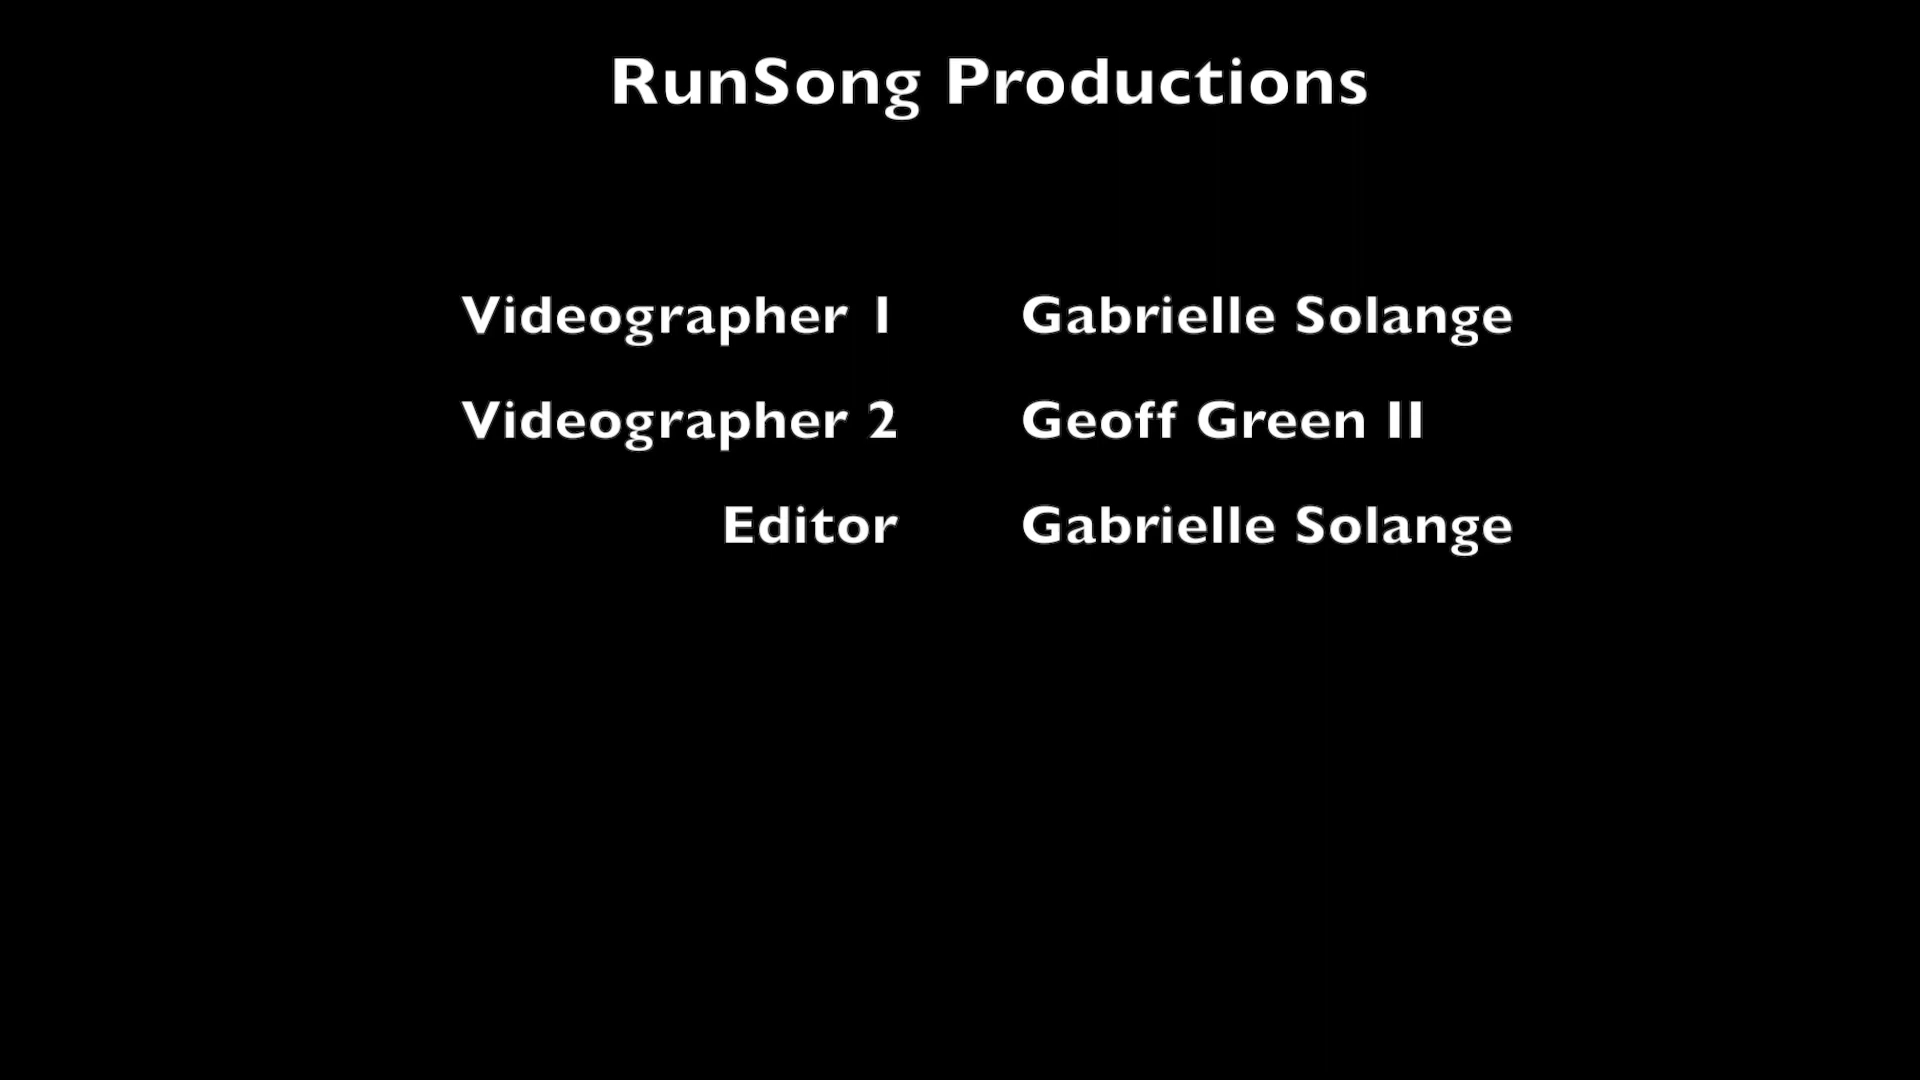 RunSong Productions
Videographer 1 Gabrielle Solange
Videographer 2 Geoff Green II
Editor Gabrielle Solange